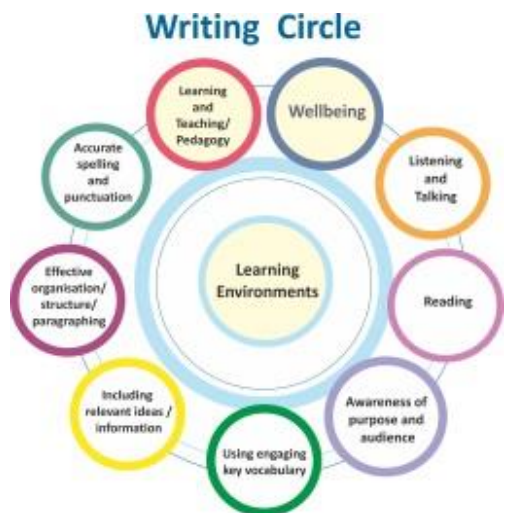 Writing Circle
Learning
and
Teaching/
Pedagogy
Wellbeing
Listening
and
Talking
Reading
Awareness of
purpose and
audience
Using engaging
key vocabulary
Including
relevant ideas /
information
Effective
organisation/
structure/
paragraphing
Accurate
spelling
and
punctuation
Learning
Environments